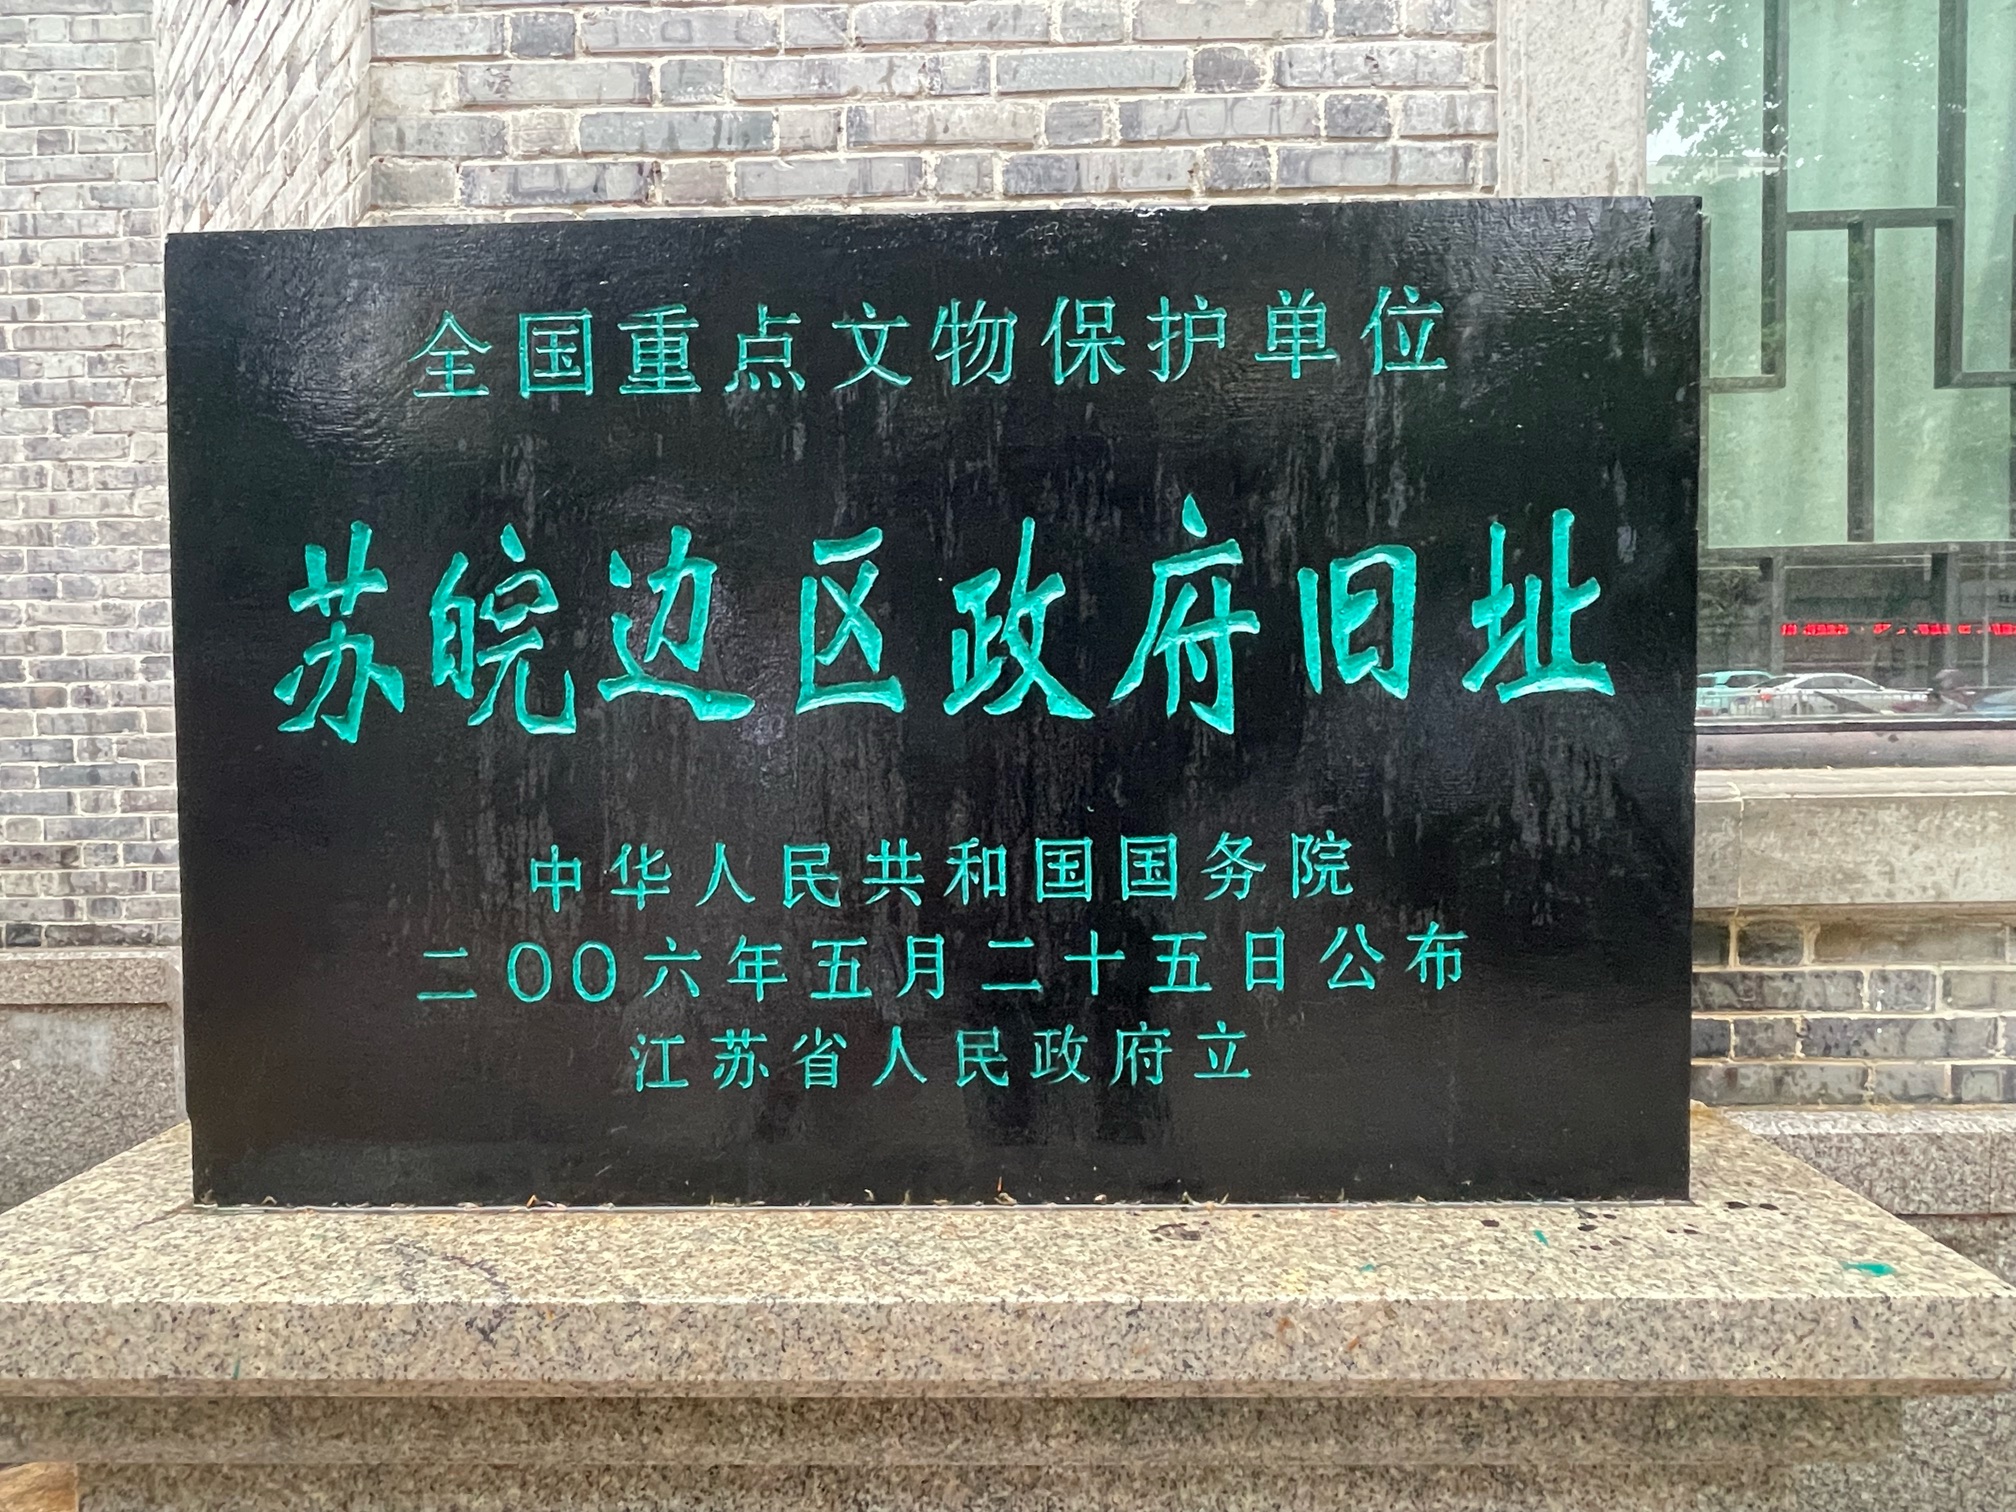 全国重点文物保护单位
苏皖边区政府旧址
中华人民共和国国务院
二〇〇六年五月二十五日公布
江苏省人民政府立